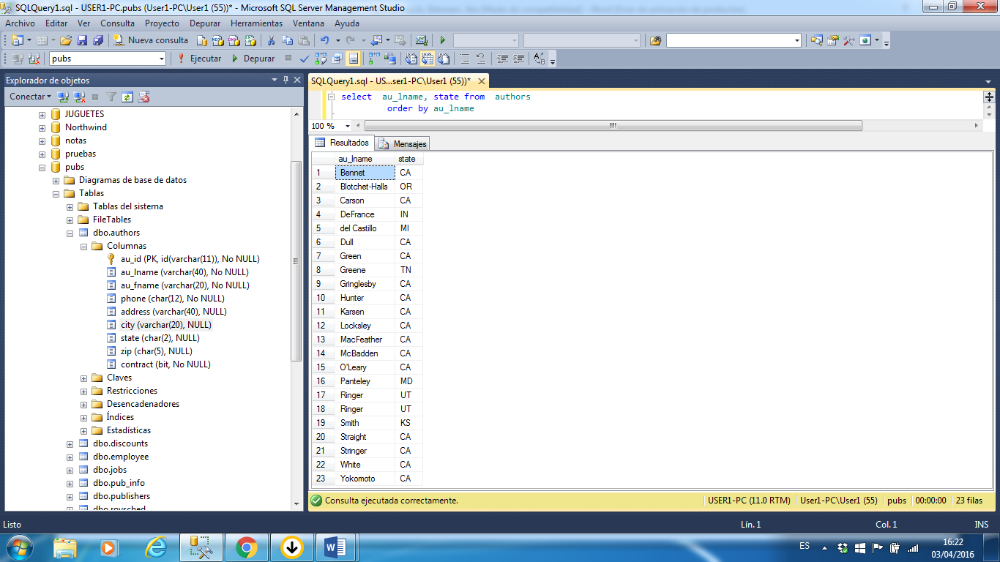 SQLQuery1.sql - USER1-PC.pubs (User1-PC\User1 (55))* - Microsoft SQL Server Management Studio
Archivo Editar Ver Consulta Proyecto Depurar Herramientas Ventana Ayuda
Nueva consulta
pubs Ejecutar Depurar
Explorador de objetos
Conectar
JUGUETES
Northwind
notas
pruebas
pubs
Diagramas de base de datos
Tablas
Tablas del sistema
FileTables
dbo.authors
Columnas
au_id (PK, id(varchar(11)), No NULL)
au_lname (varchar(40), No NULL)
au_fname (varchar(20), No NULL)
phone (char(12), No NULL)
address (varchar(40), NULL)
city (varchar(20), NULL)
state (char(2), NULL)
zip (char(5), NULL)
contract (bit, No NULL)
Claves
Restricciones
Desencadenadores
Índices
Estadísticas
dbo.discounts
dbo.employee
dbo.jobs
dbo.pub_info
dbo.publishers
dbo.roysched
SQLQuery1.sql - US...ser1-PC\User1 (55))*
select au_lname, state from authors
order by au_lname
100 %
Resultados Mensajes
au_lname state
1 Bennet CA
2 Blotchet-Halls OR
3 Carson CA
4 DeFrance IN
5 del Castillo MI
6 Dull CA
7 Green CA
8 Greene TN
9 Gringlesby CA
10 Hunter CA
11 Karsen CA
12 Locksley CA
13 MacFeather CA
14 McBadden CA
15 O'Leary CA
16 Panteley MD
17 Ringer UT
18 Ringer UT
19 Smith KS
20 Straight CA
21 Stringer CA
22 White CA
23 Yokomoto CA
Consulta ejecutada correctamente. USER1-PC (11.0 RTM) User1-PC\User1 (55) pubs 00:00:00 23 filas
Listo Lín. 1 Col. 1 INS
ES 16:22
03/04/2016